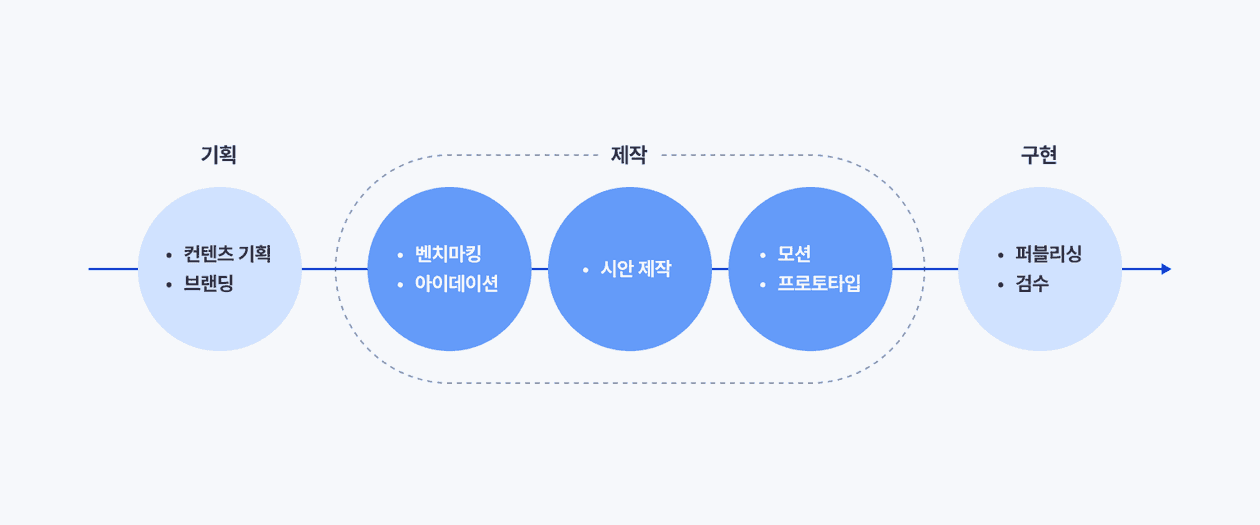 기획
제작
구현
• 컨텐츠 기획
• 브랜딩
• 벤치마킹
• 아이데이션
• 시안 제작
• 모션
• 프로토타입
• 퍼블리싱
• 검수